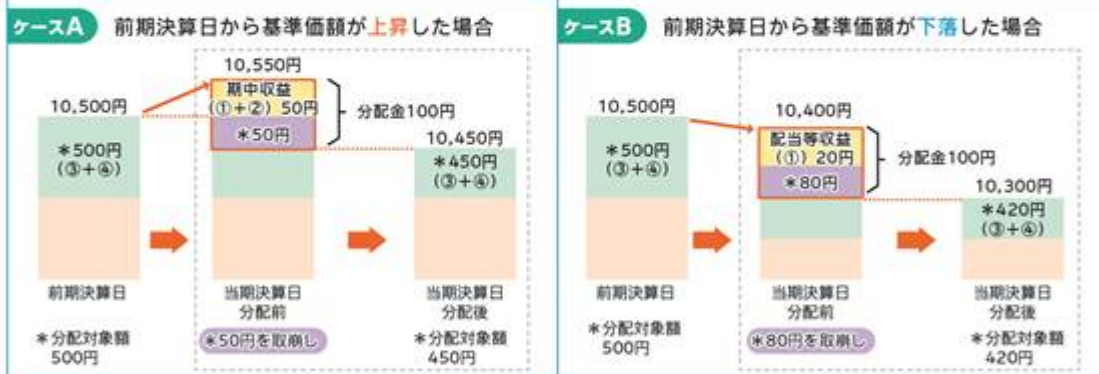 ケースA 前期決算日から基準価額が上昇した場合
10,550円
期中収益
(①+②) 50円
10,500円
分配金100円
*50円
10,450円
*500円
(③+④)
*450円
(③+④)
前期決算日
当期決算日
分配前
当期決算日
分配後
*分配対象額
500円
*50円を取崩し
*分配対象額
450円
ケースB 前期決算日から基準価額が下落した場合
10,500円
10,400円
配当等収益
(①) 20円
分配金100円
*80円
*500円
(③+④)
10,300円
*420円
(③+④)
前期決算日
当期決算日
分配前
当期決算日
分配後
*分配対象額
500円
*80円を取崩し
*分配対象額
420円